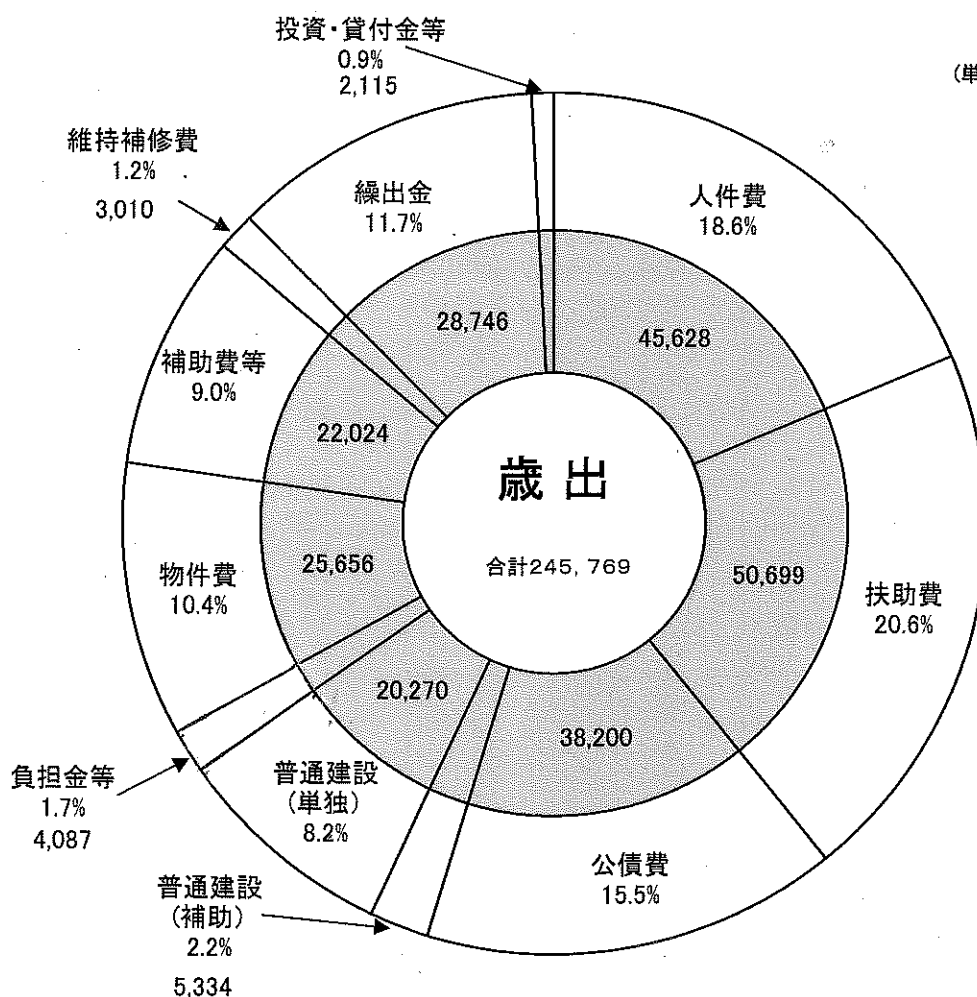 投資・貸付金等
0.9%
2,115
(単
維持補修費
1.2%
3,010
繰出金
11.7%
28,746
人件費
18.6%
45,628
補助費等
9.0%
22,024
歳出
合計245,769
扶助費
20.6%
50,699
物件費
10.4%
25,656
20,270
38,200
負担金等
1.7%
4,087
普通建設
(単独)
8.2%
公債費
15.5%
普通建設
(補助)
2.2%
5,334